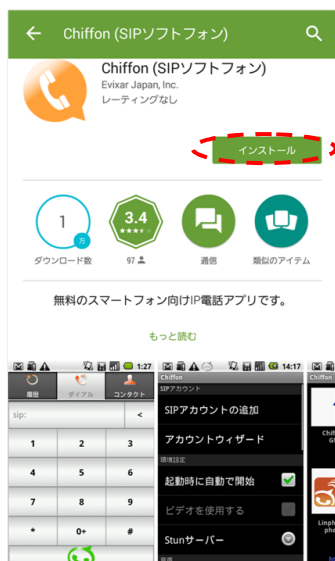 Chiffon (SIPソフトフォン)
Chiffon (SIPソフトフォン)
Evixar Japan, Inc.
レーティングなし
インストール
1
万
3.4
ダウンロード数
97
通信
類似のアイテム
無料のスマートフォン向けIP電話アプリです。
もっと読む
1:27
履歴
ダイアル
コンタクト
sip:
<
1
2
3
4
5
6
7
8
9
*
0+
#
14:17
Chiffon
SIPアカウント
SIPアカウントの追加
アカウントウィザード
環境設定
起動時に自動で開始
ビデオを使用する
Stunサーバー
Chiffon